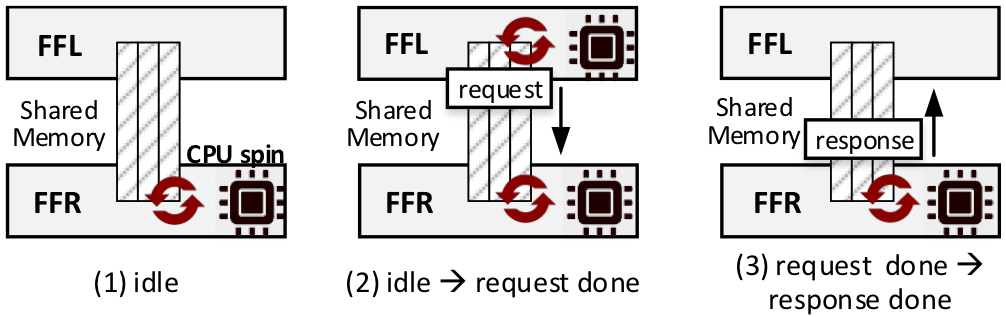 FFL
Shared
Memory
CPU spin
FFR
(1) idle
FFL
request
Shared
Memory
FFR
(2) idle → request done
FFL
Shared
Memory
response
FFR
(3) request done →
response done